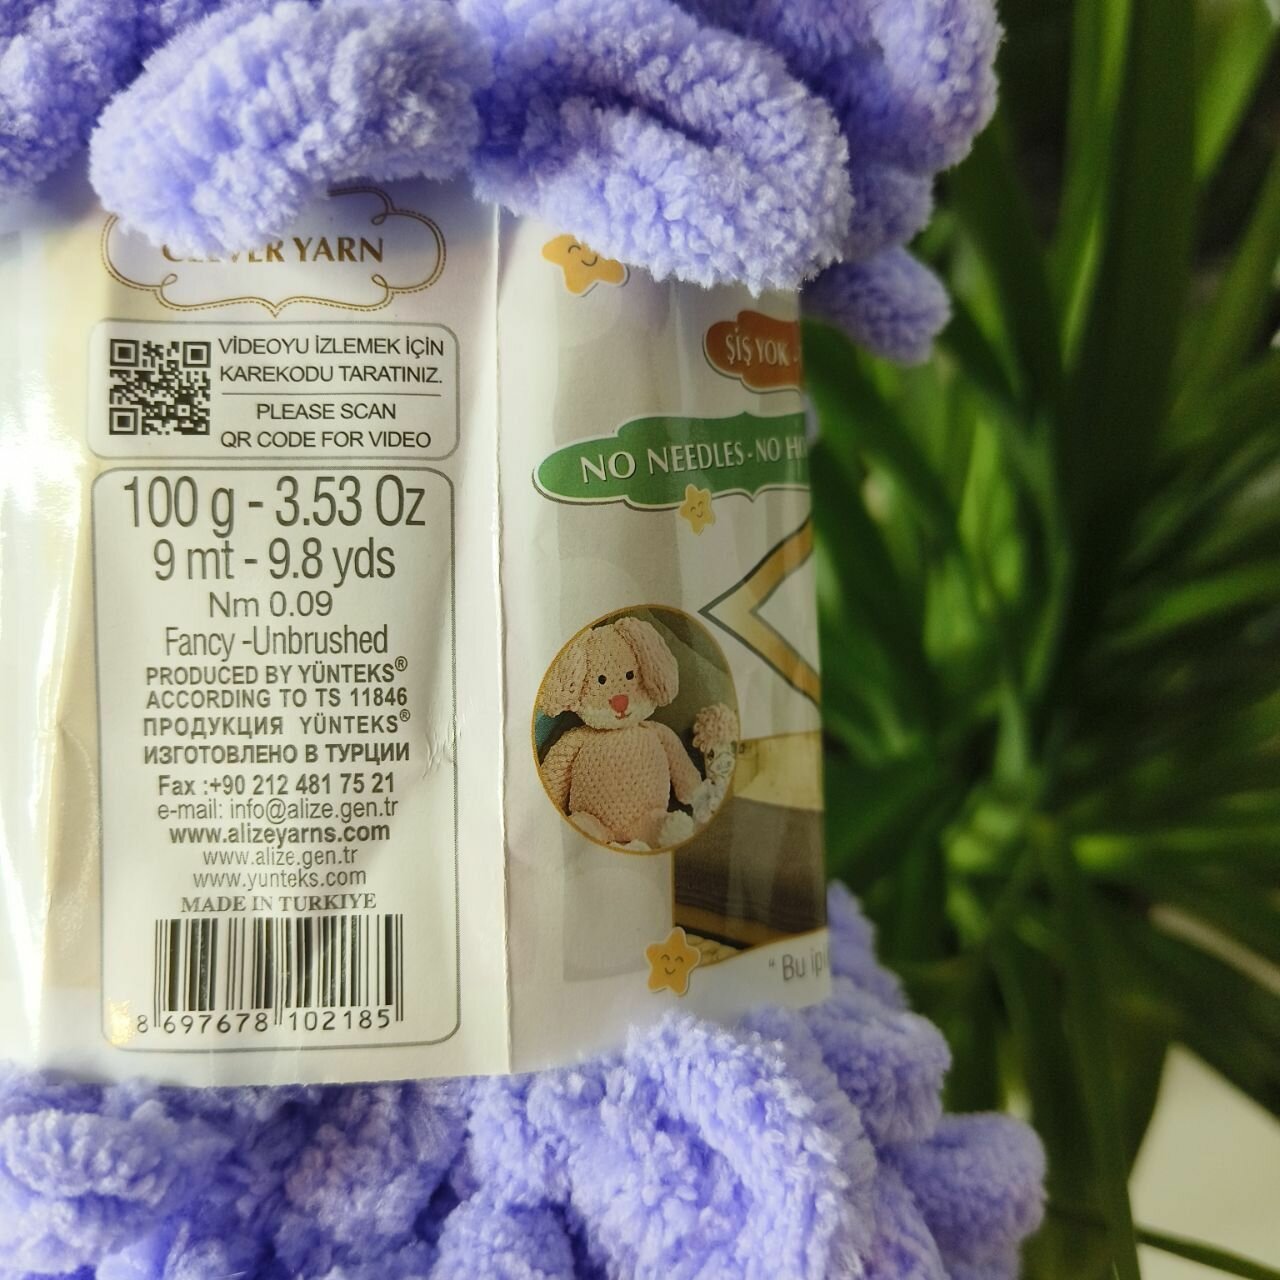 CLEVER YARN
VİDEOYU İZLEMEK İÇİN
KAREKODU TARATINIZ.
PLEASE SCAN
QR CODE FOR VIDEO
100 g - 3.53 Oz
9 mt - 9.8 yds
Nm 0.09
Fancy -Unbrushed
PRODUCED BY YÜNTEKS®
ACCORDING TO TS 11846
ПРОДУКЦИЯ YÜNTEKS®
ИЗГОТОВЛЕНО В ТУРЦИИ
Fax :+90 212 481 75 21
e-mail: info@alize.gen.tr
www.alizeyarns.com
www.alize.gen.tr
www.yunteks.com
MADE IN TURKIYE
8 697678 102185
ŞİŞ YOK -
NO NEEDLES - NO
" Bu